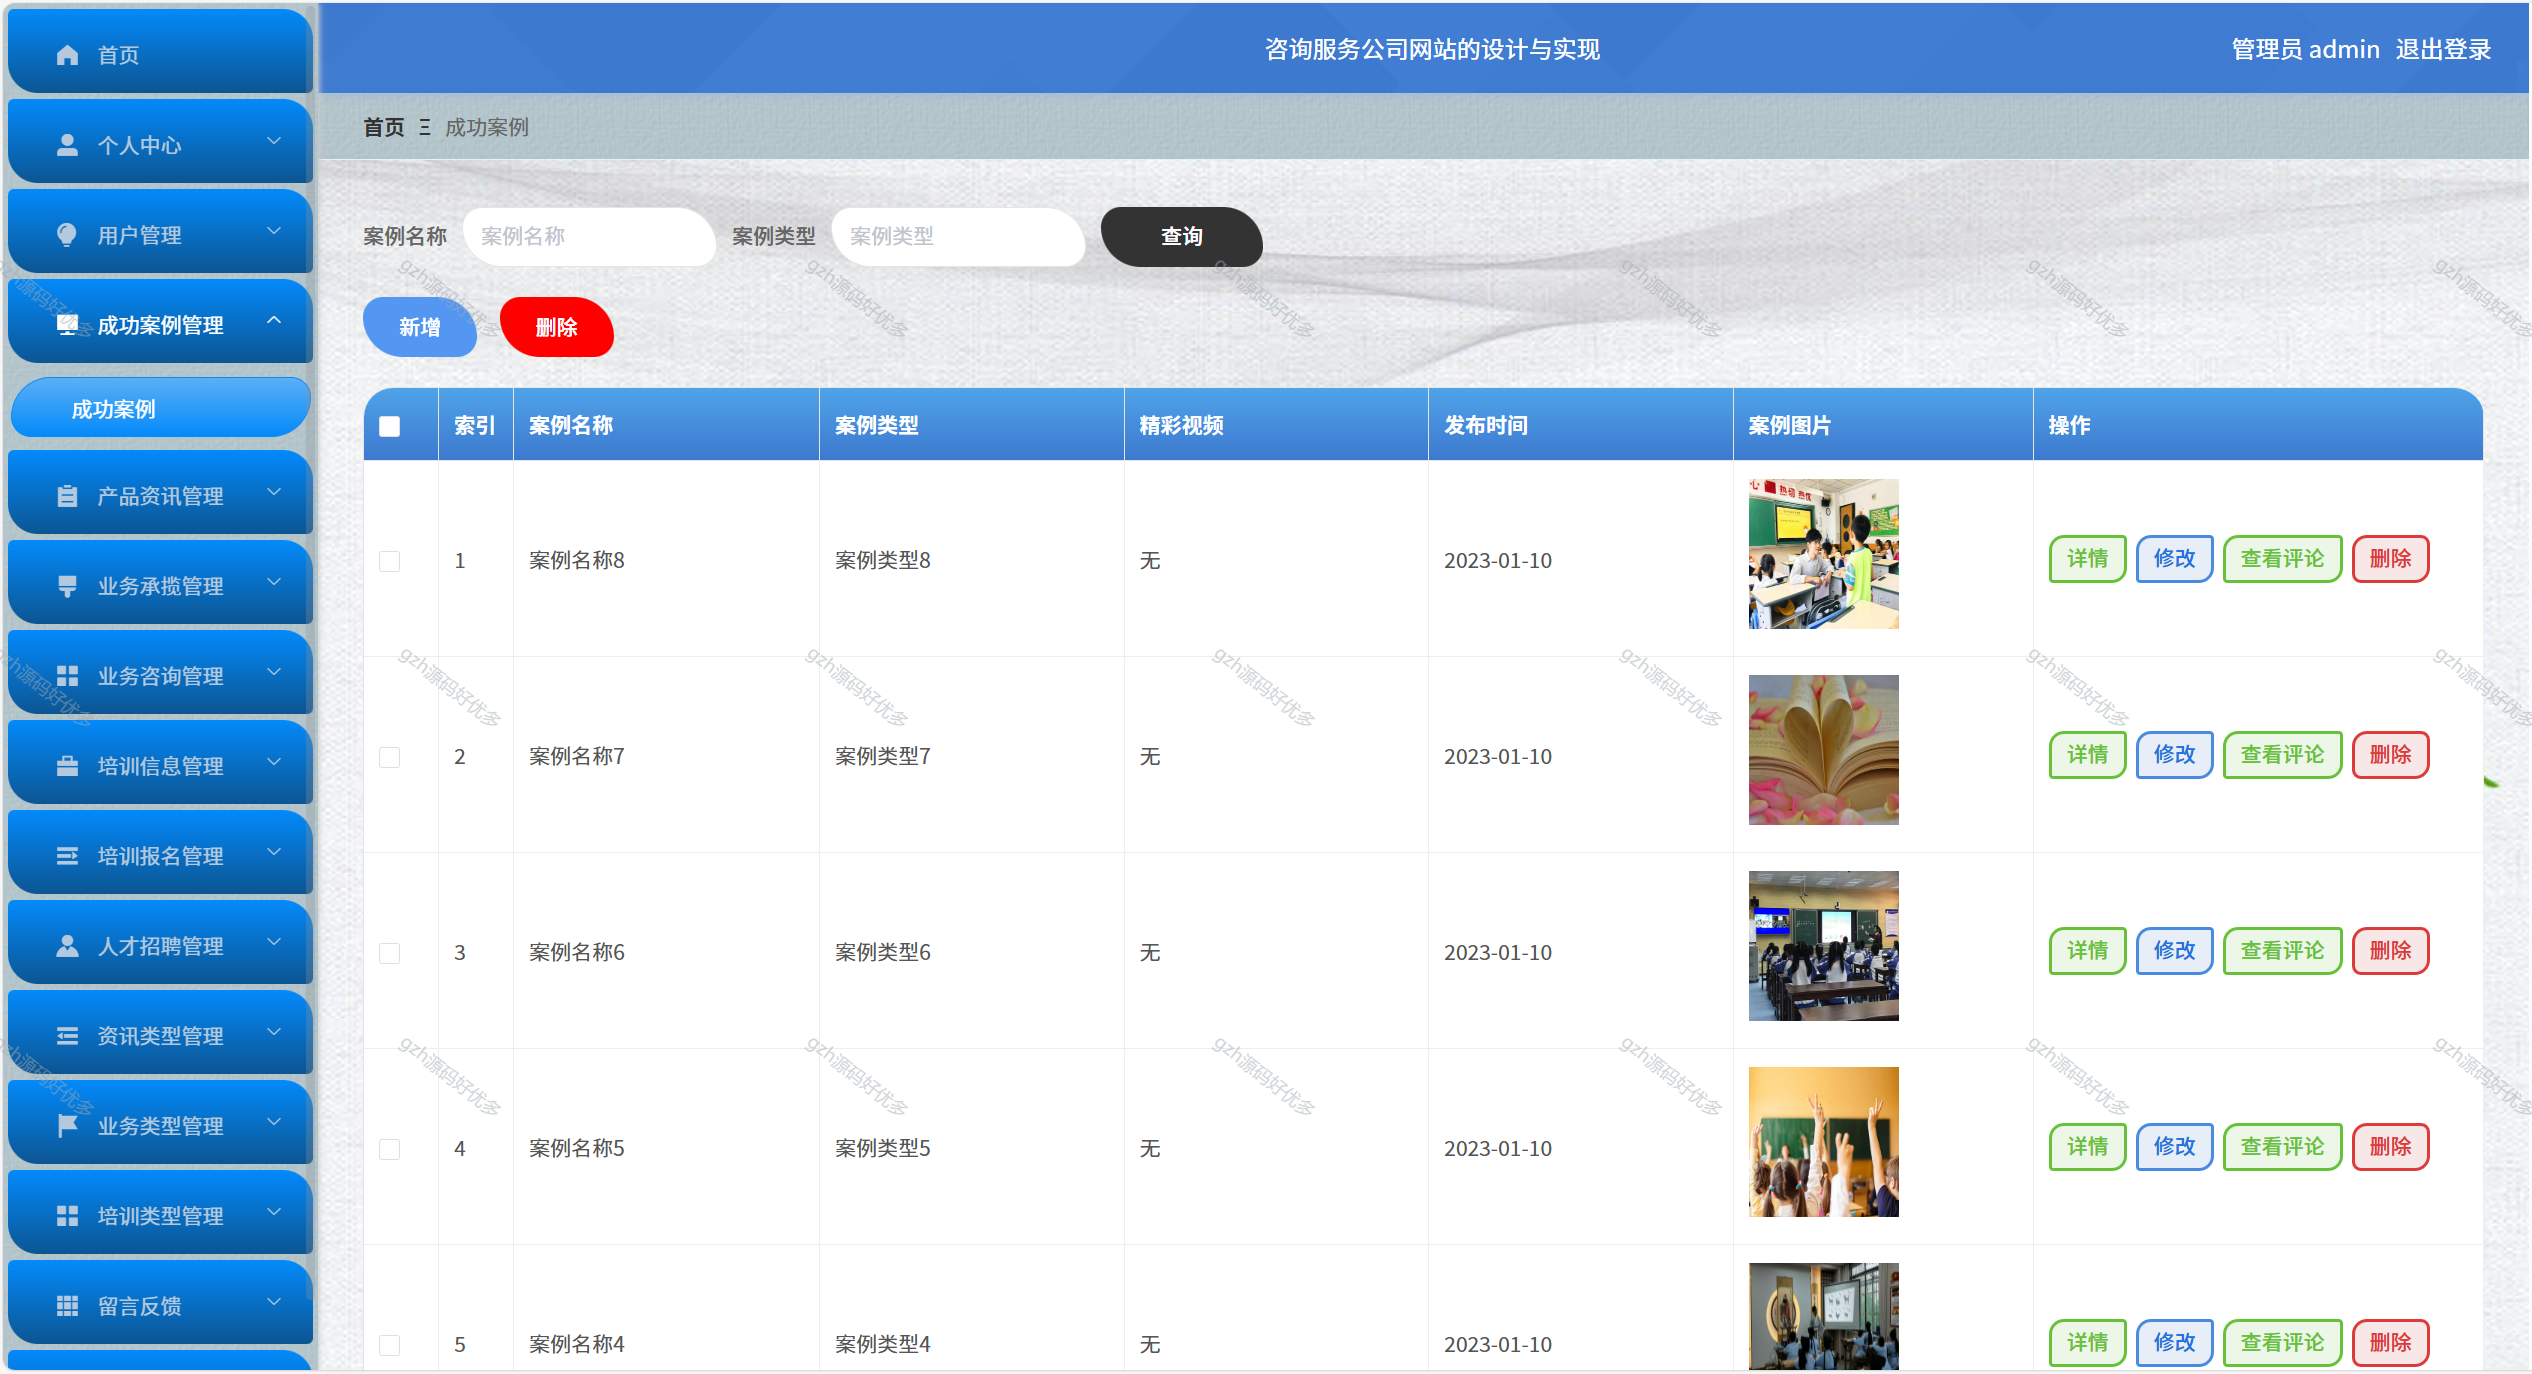 首页
个人中心
用户管理
成功案例管理
成功案例
产品资讯管理
业务承揽管理
业务咨询管理
培训信息管理
培训报名管理
人才招聘管理
资讯类型管理
业务类型管理
培训类型管理
留言反馈
咨询服务公司网站的设计与实现
管理员 admin 退出登录
首页 Ξ 成功案例
案例名称 案例名称 案例类型 案例类型 查询
新增 删除
索引 案例名称 案例类型 精彩视频 发布时间 案例图片 操作
1 案例名称8 案例类型8 无 2023-01-10 详情 修改 查看评论 删除
2 案例名称7 案例类型7 无 2023-01-10 详情 修改 查看评论 删除
3 案例名称6 案例类型6 无 2023-01-10 详情 修改 查看评论 删除
4 案例名称5 案例类型5 无 2023-01-10 详情 修改 查看评论 删除
5 案例名称4 案例类型4 无 2023-01-10 详情 修改 查看评论 删除
gzh源码好优多